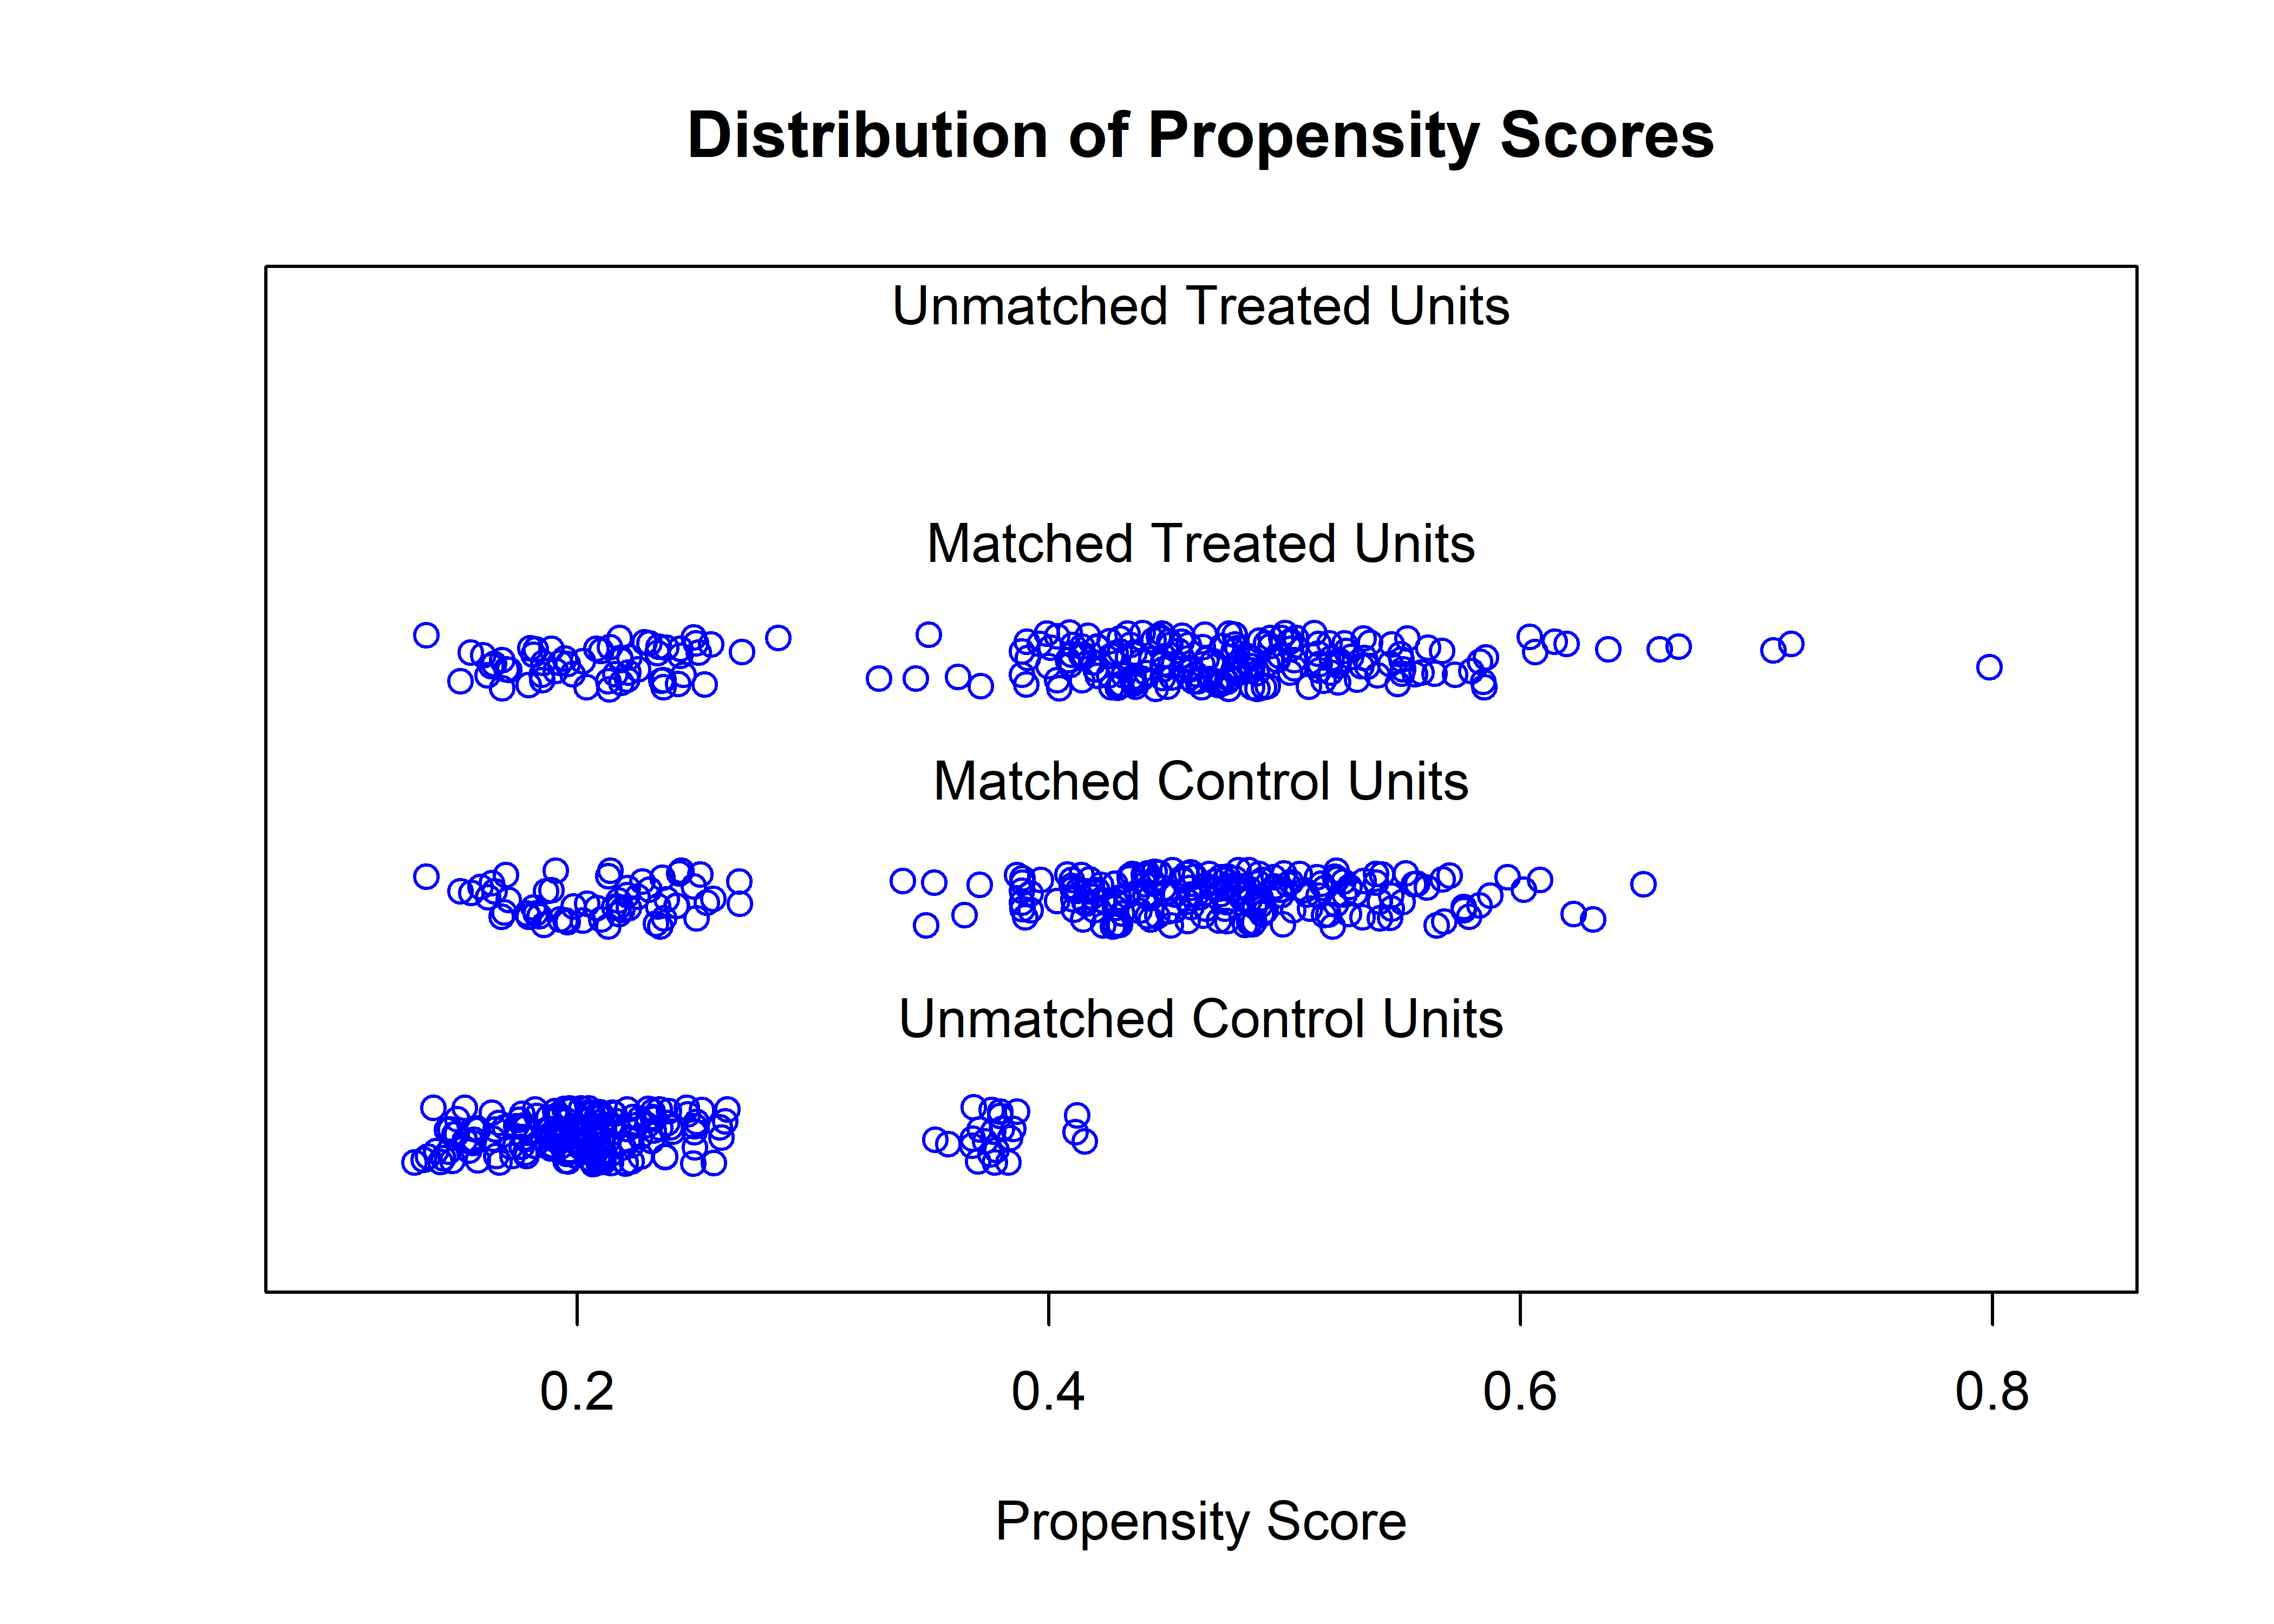 Distribution of Propensity Scores
Unmatched Treated Units
Matched Treated Units
Matched Control Units
Unmatched Control Units
0.2 0.4 0.6 0.8
Propensity Score